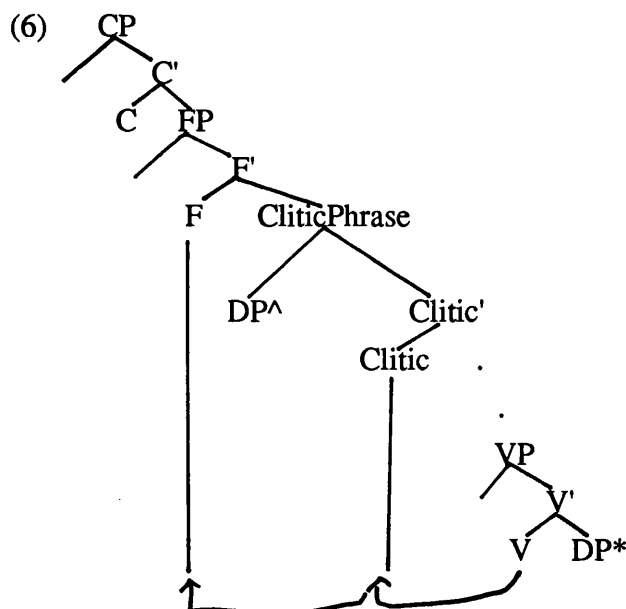 (6) CP
C'
C FP
F'
F CliticPhrase
DP^ Clitic'
Clitic
VP
V'
V DP*